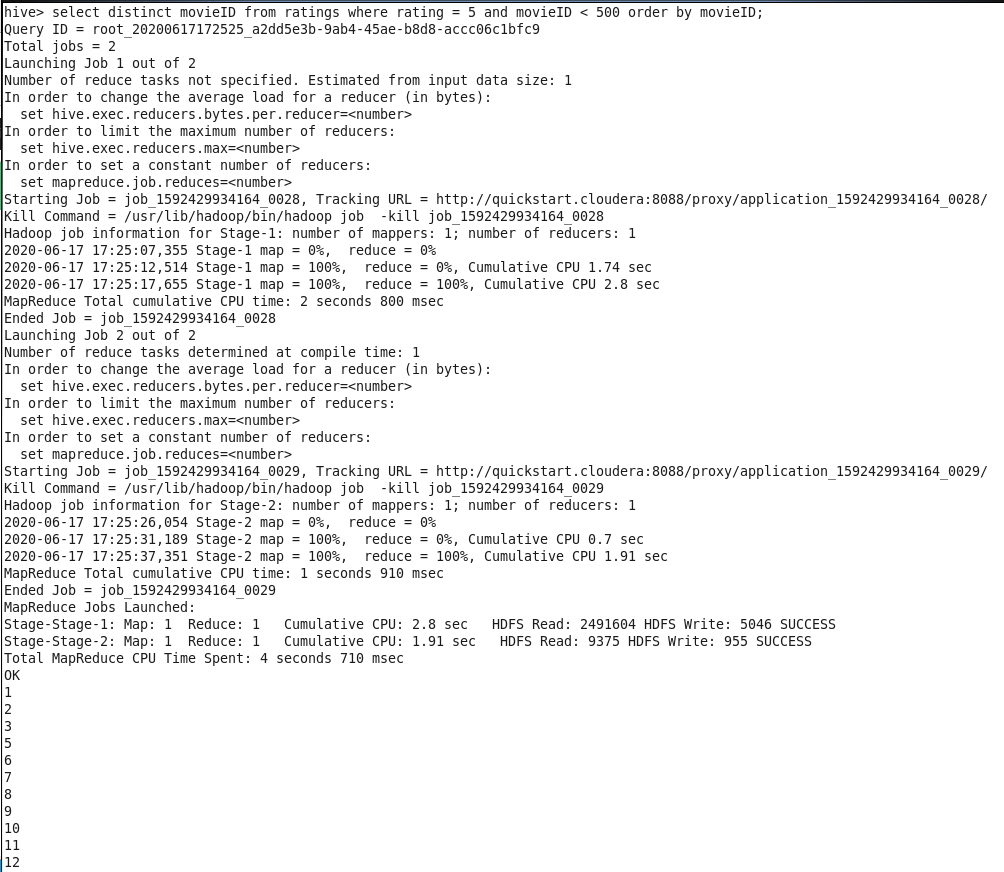 hive> select distinct movieID from ratings where rating = 5 and movieID < 500 order by movieID;
Query ID = root_20200617172525_a2dd5e3b-9ab4-45ae-b8d8-accc06c1bfc9
Total jobs = 2
Launching Job 1 out of 2
Number of reduce tasks not specified. Estimated from input data size: 1
In order to change the average load for a reducer (in bytes):
  set hive.exec.reducers.bytes.per.reducer=<number>
In order to limit the maximum number of reducers:
  set hive.exec.reducers.max=<number>
In order to set a constant number of reducers:
  set mapreduce.job.reduces=<number>
Starting Job = job_1592429934164_0028, Tracking URL = http://quickstart.cloudera:8088/proxy/application_1592429934164_0028/
Kill Command = /usr/lib/hadoop/bin/hadoop job  -kill job_1592429934164_0028
Hadoop job information for Stage-1: number of mappers: 1; number of reducers: 1
2020-06-17 17:25:07,355 Stage-1 map = 0%,  reduce = 0%
2020-06-17 17:25:12,514 Stage-1 map = 100%,  reduce = 0%, Cumulative CPU 1.74 sec
2020-06-17 17:25:17,655 Stage-1 map = 100%,  reduce = 100%, Cumulative CPU 2.8 sec
MapReduce Total cumulative CPU time: 2 seconds 800 msec
Ended Job = job_1592429934164_0028
Launching Job 2 out of 2
Number of reduce tasks determined at compile time: 1
In order to change the average load for a reducer (in bytes):
  set hive.exec.reducers.bytes.per.reducer=<number>
In order to limit the maximum number of reducers:
  set hive.exec.reducers.max=<number>
In order to set a constant number of reducers:
  set mapreduce.job.reduces=<number>
Starting Job = job_1592429934164_0029, Tracking URL = http://quickstart.cloudera:8088/proxy/application_1592429934164_0029/
Kill Command = /usr/lib/hadoop/bin/hadoop job  -kill job_1592429934164_0029
Hadoop job information for Stage-2: number of mappers: 1; number of reducers: 1
2020-06-17 17:25:26,054 Stage-2 map = 0%,  reduce = 0%
2020-06-17 17:25:31,189 Stage-2 map = 100%,  reduce = 0%, Cumulative CPU 0.7 sec
2020-06-17 17:25:37,351 Stage-2 map = 100%,  reduce = 100%, Cumulative CPU 1.91 sec
MapReduce Total cumulative CPU time: 1 seconds 910 msec
Ended Job = job_1592429934164_0029
MapReduce Jobs Launched:
Stage-Stage-1: Map: 1  Reduce: 1   Cumulative CPU: 2.8 sec   HDFS Read: 2491604 HDFS Write: 5046 SUCCESS
Stage-Stage-2: Map: 1  Reduce: 1   Cumulative CPU: 1.91 sec   HDFS Read: 9375 HDFS Write: 955 SUCCESS
Total MapReduce CPU Time Spent: 4 seconds 710 msec
OK
1
2
3
5
6
7
8
9
10
11
12